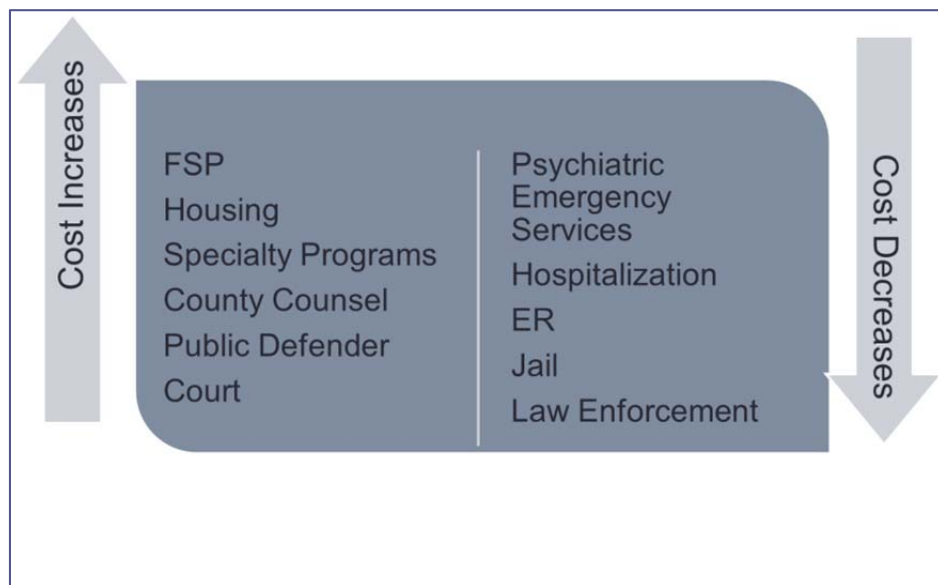 Cost Increases
FSP
Housing
Specialty Programs
County Counsel
Public Defender
Court
Psychiatric
Emergency
Services
Hospitalization
ER
Jail
Law Enforcement
Cost Decreases